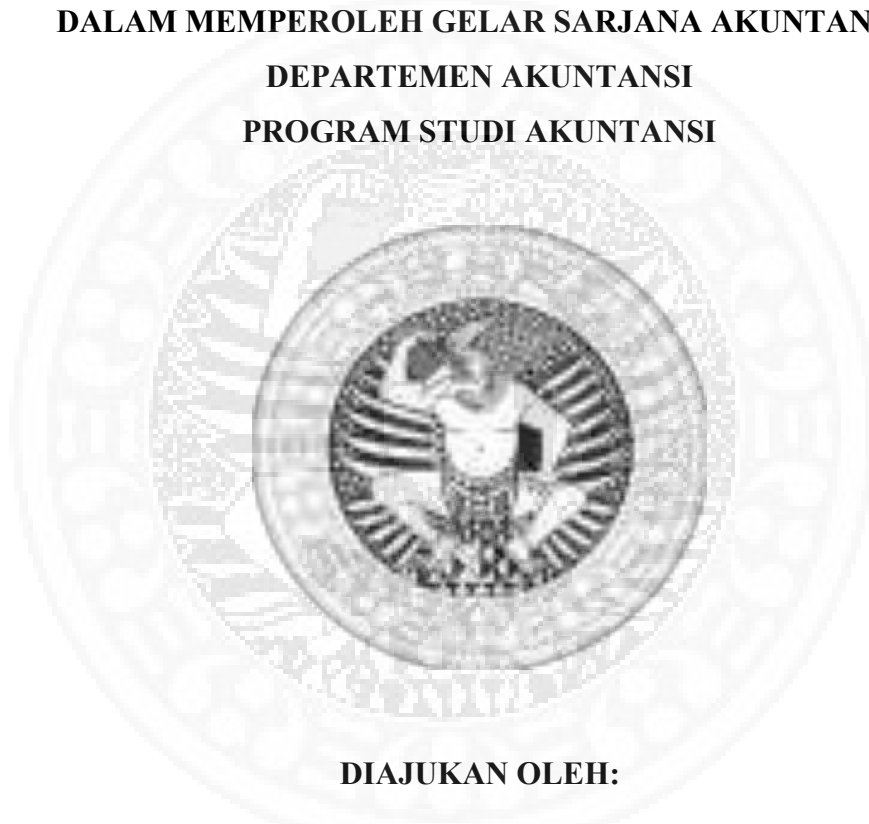 DALAM MEMPEROLEH GELAR SARJANA AKUNTAN
DEPARTEMEN AKUNTANSI
PROGRAM STUDI AKUNTANSI
DIAJUKAN OLEH: